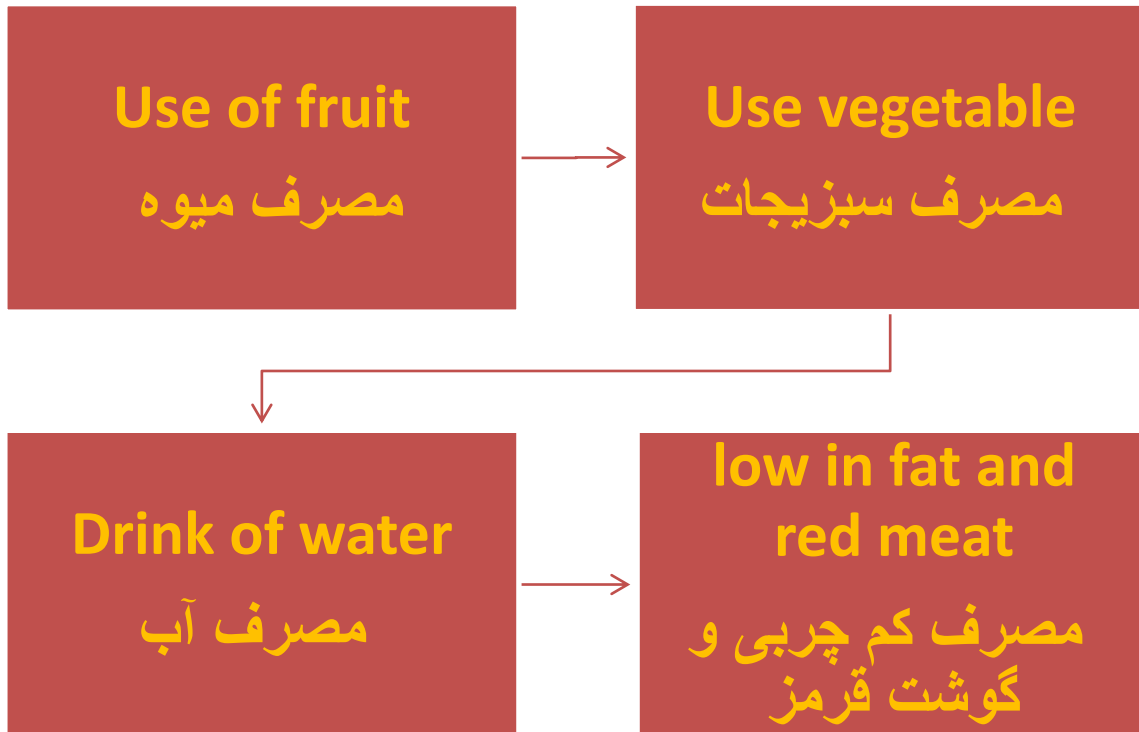 Use of fruit
مصرف میوه
Use vegetable
مصرف سبزیجات
Drink of water
مصرف آب
low in fat and
red meat
مصرف کم چربی و
گوشت قرمز